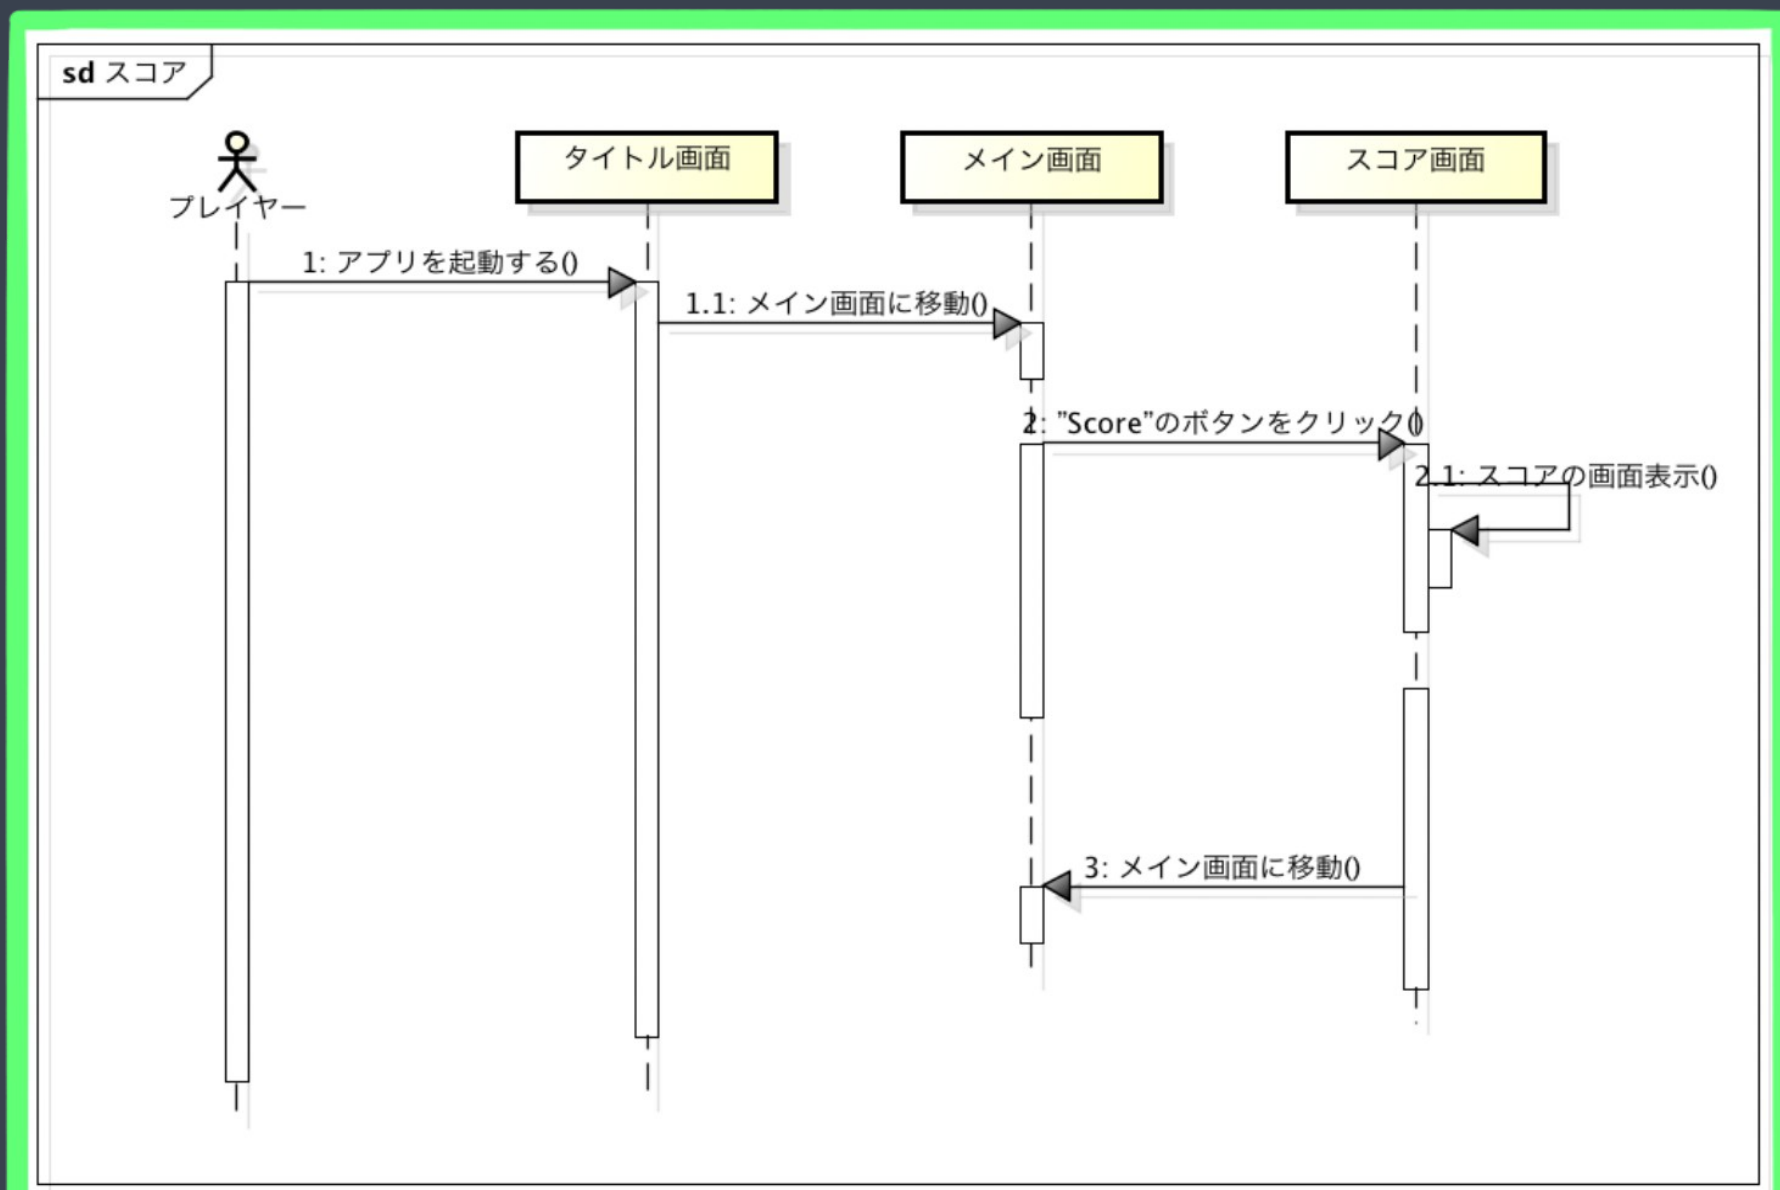 sd スコア
プレイヤー
タイトル画面
メイン画面
スコア画面
1: アプリを起動する()
1.1: メイン画面に移動()
2: ”Score”のボタンをクリック()
2.1: スコアの画面表示()
3: メイン画面に移動()